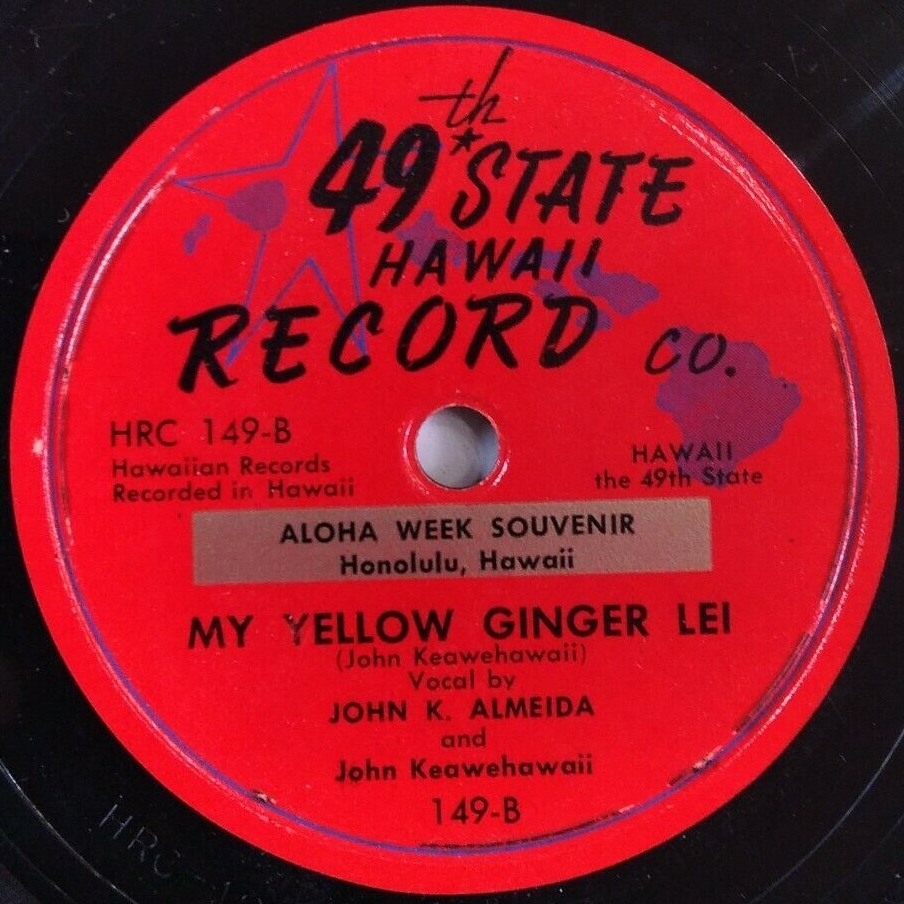 49th STATE
HAWAII
RECORD CO.
HRC 149-B
Hawaiian Records
Recorded in Hawaii
HAWAII
the 49th State
ALOHA WEEK SOUVENIR
Honolulu, Hawaii
MY YELLOW GINGER LEI
(John Keawehawaii)
Vocal by
JOHN K. ALMEIDA
and
John Keawehawaii
149-B
HRC